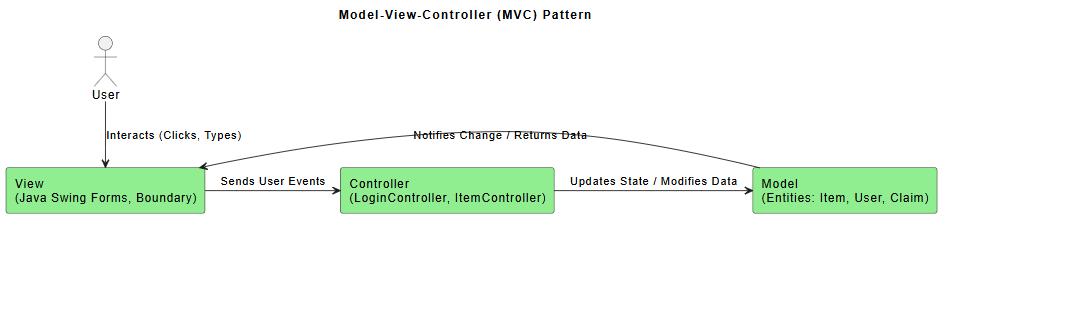 Model-View-Controller (MVC) Pattern
User
Interacts (Clicks, Types)
Notifies Change / Returns Data
View
(Java Swing Forms, Boundary)
Sends User Events
Controller
(LoginController, ItemController)
Updates State / Modifies Data
Model
(Entities: Item, User, Claim)